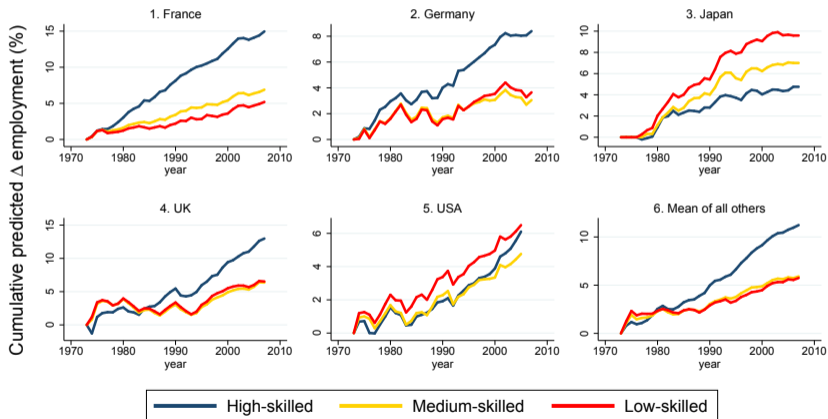 Cumulative predicted Δ employment (%)
1. France
15
10
5
0
1970 1980 1990 2000 2010
year
2. Germany
8
6
4
2
0
1970 1980 1990 2000 2010
year
3. Japan
10
8
6
4
2
0
1970 1980 1990 2000 2010
year
4. UK
15
10
5
0
1970 1980 1990 2000 2010
year
5. USA
6
4
2
0
1970 1980 1990 2000 2010
year
6. Mean of all others
10
5
0
1970 1980 1990 2000 2010
year
High-skilled Medium-skilled Low-skilled